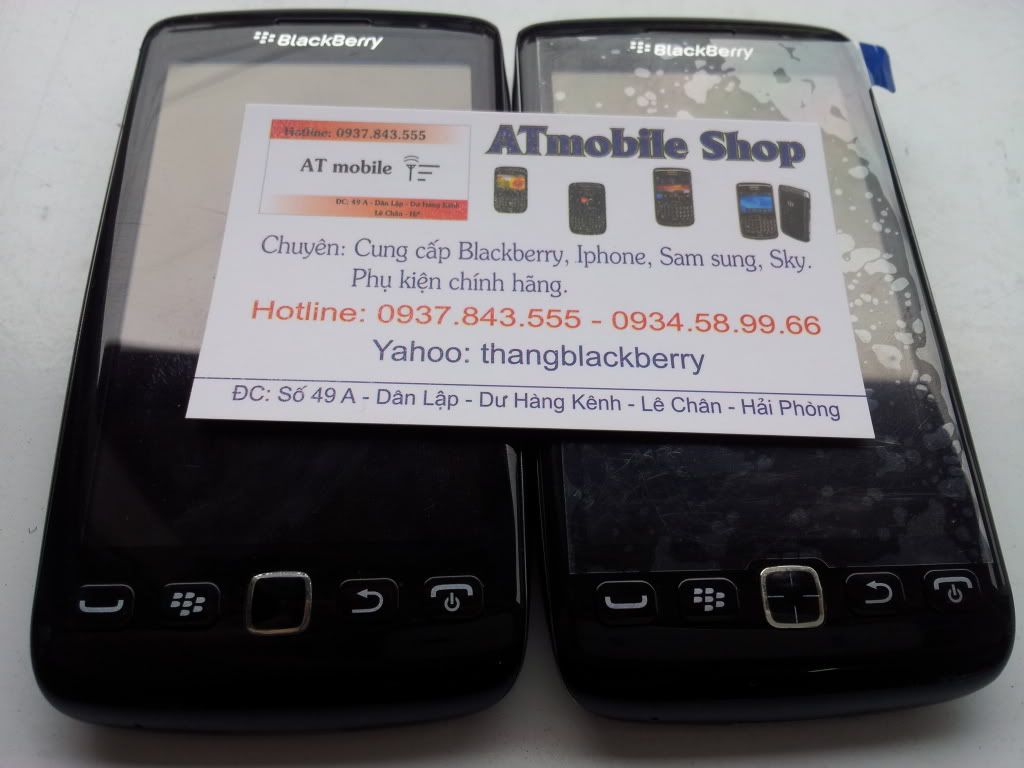 BlackBerry
BlackBerry
Hotline: 0937.843.555
AT mobile
ĐC: 49 A - Dân Lập - Dư Hàng Kênh
Lê Chân - HP
ATmobile Shop
Chuyên: Cung cấp Blackberry, Iphone, Sam sung, Sky.
Phụ kiện chính hãng.
Hotline: 0937.843.555 - 0934.58.99.66
Yahoo: thangblackberry
ĐC: Số 49 A - Dân Lập - Dư Hàng Kênh - Lê Chân - Hải Phòng